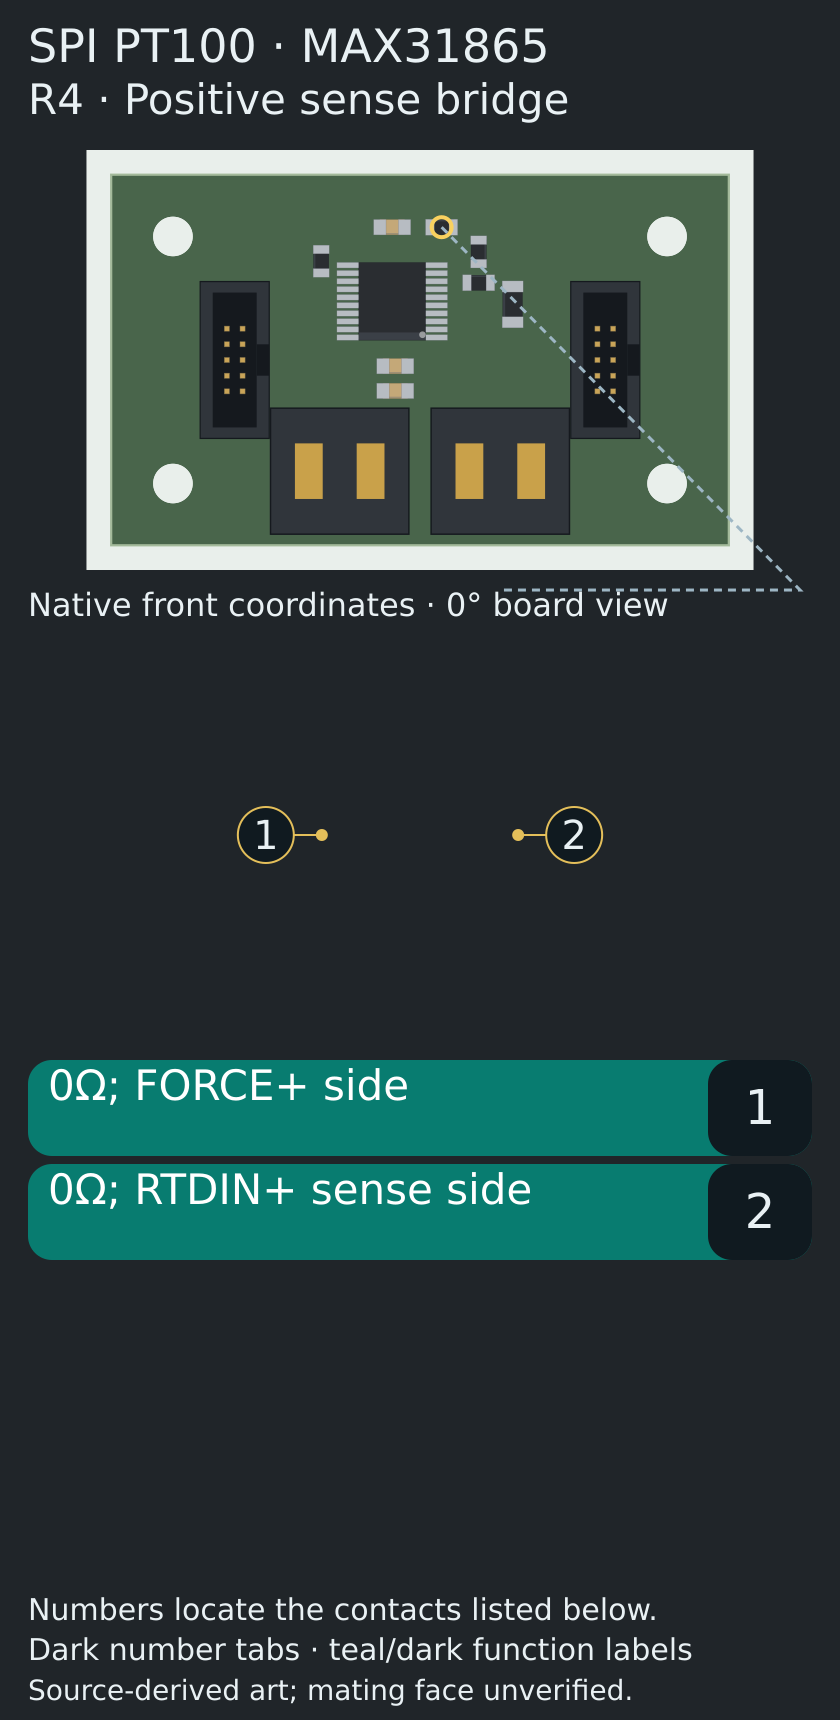 SPI PT100 · MAX31865
R4 · Positive sense bridge
Native front coordinates · 0° board view
1
2
0Ω; FORCE+ side
1
0Ω; RTDIN+ sense side
2
Numbers locate the contacts listed below.
Dark number tabs · teal/dark function labels
Source-derived art; mating face unverified.